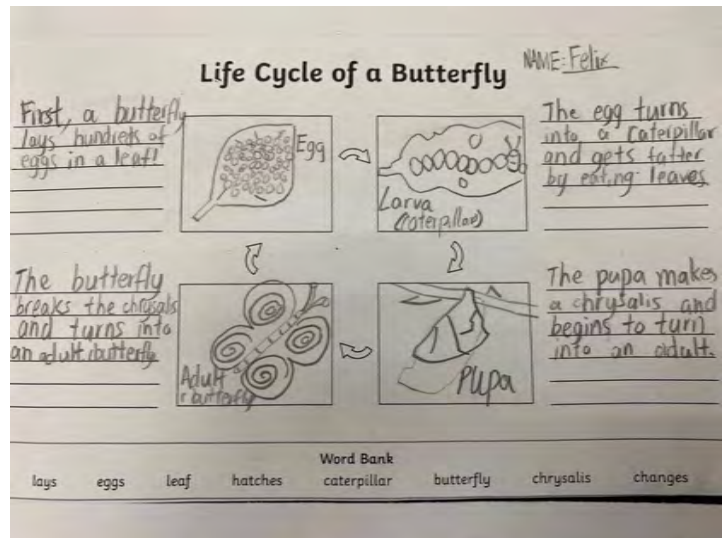 Life Cycle of a Butterfly
NAME: Felix
First, a butterfly
lays hundrets of
eggs in a leaf!
Egg
Larva
(caterpillar)
The egg turns
into a caterpillar
and gets fatter
by eating leaves.
The butterfly
breaks the chrysalis
and turns into
an adult butterfly
Adult
butterfly
Pupa
The pupa makes
a chrysalis and
begins to turn
into an adult.
Word Bank
lays eggs leaf hatches caterpillar butterfly chrysalis changes